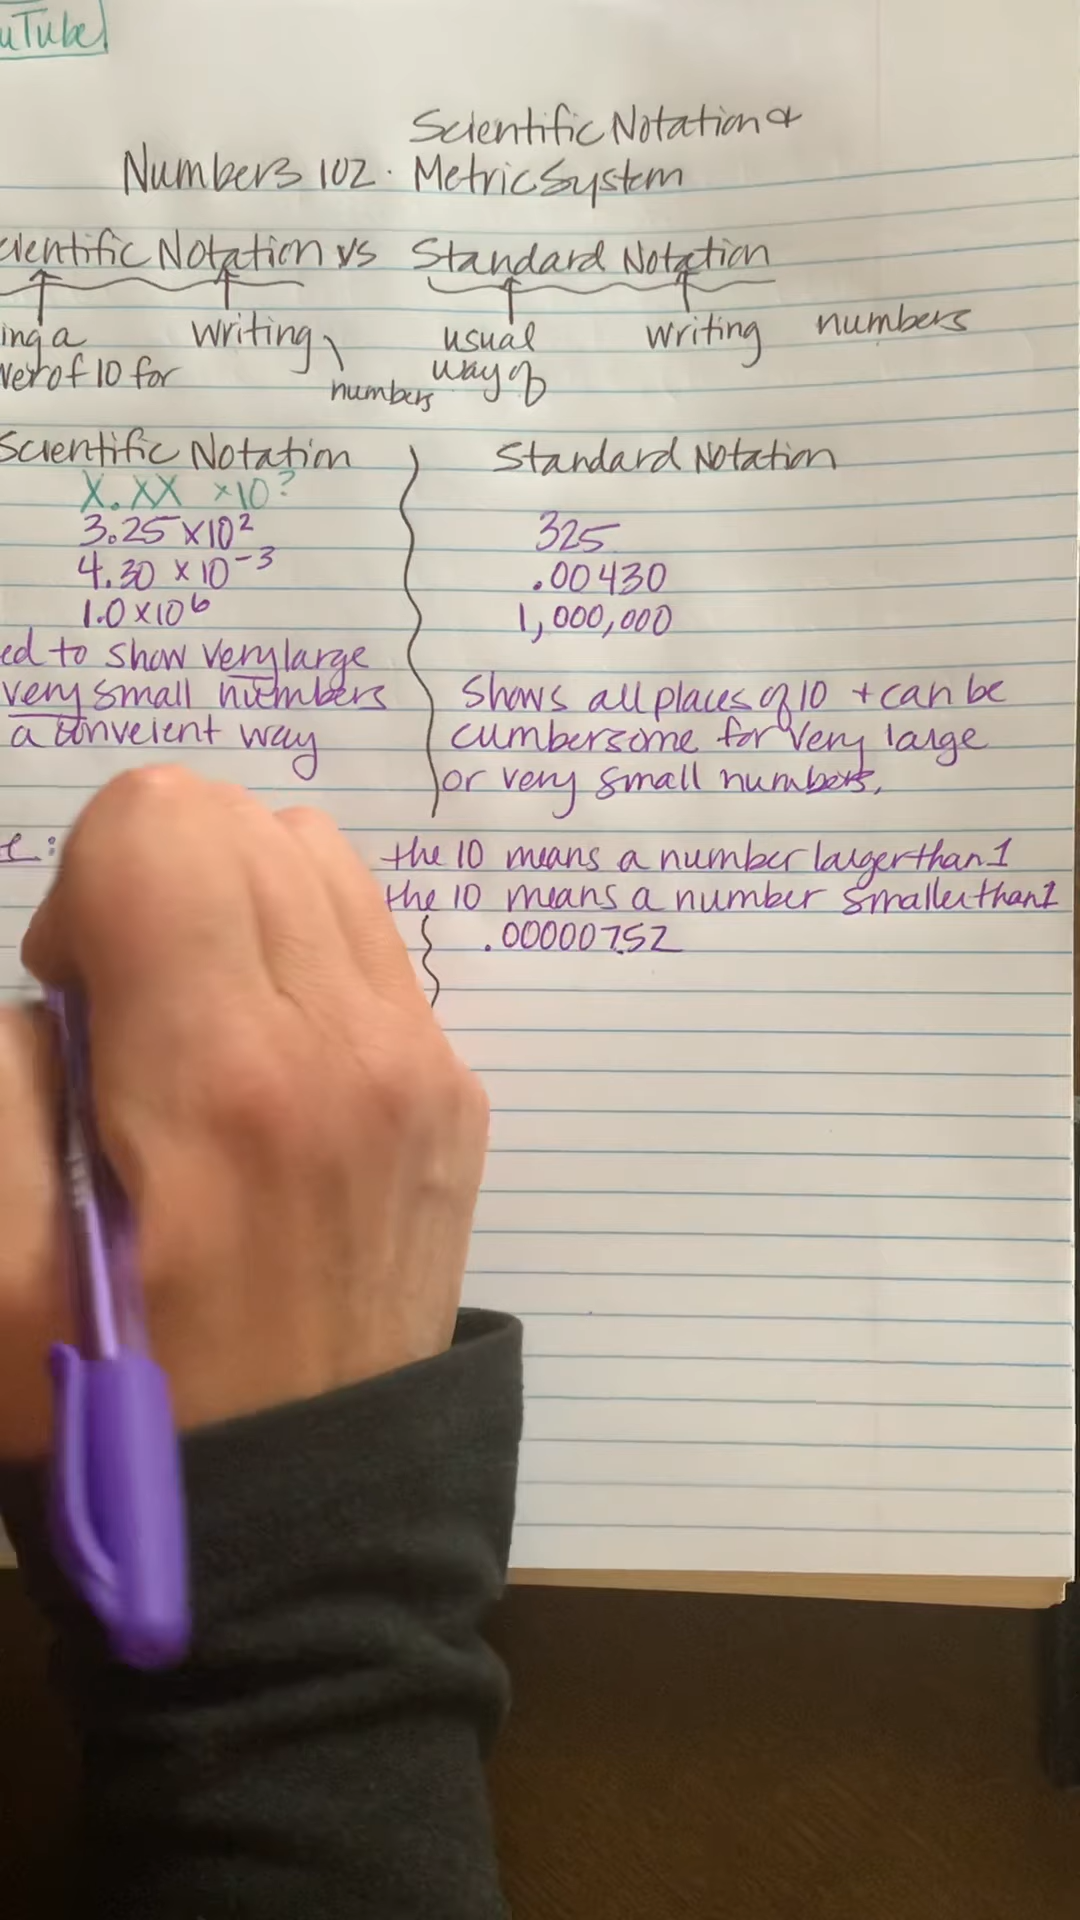 uTube
Scientific Notation &
Numbers 102. Metric System
cientific Notation vs Standard Notation
ing a writing usual writing numbers
wer of 10 for numbers way of
Scientific Notation Standard Notation
X.XX ×10?
3.25 ×10² 325
4.30 ×10⁻³ .00430
1.0 ×10⁶ 1,000,000
ed to show very large
very small numbers Shows all places of 10 + can be
a conveient way cumbersome for very large
or very small numbers.
e: the 10 means a number larger than 1
the 10 means a number smaller than 1
.00000752